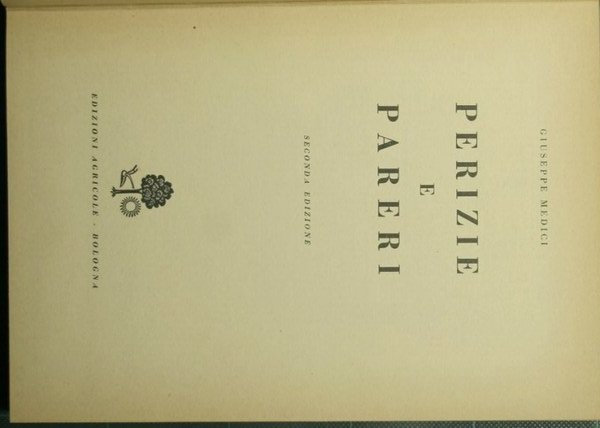 GIUSEPPE MEDICI
PERIZIE
E
PARERI
SECONDA EDIZIONE
EDIZIONI AGRICOLE - BOLOGNA